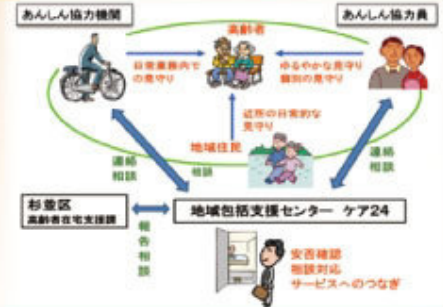 あんしん協力機関
高齢者
あんしん協力員
日常業務内で
の見守り
ゆるやかな見守り
個別の見守り
近所の日常的な
見守り
地域住民
連絡
相談
相談
連絡
相談
杉並区
高齢者在宅支援課
地域包括支援センター ケア24
報告
相談
安否確認
相談対応
サービスへのつなぎ